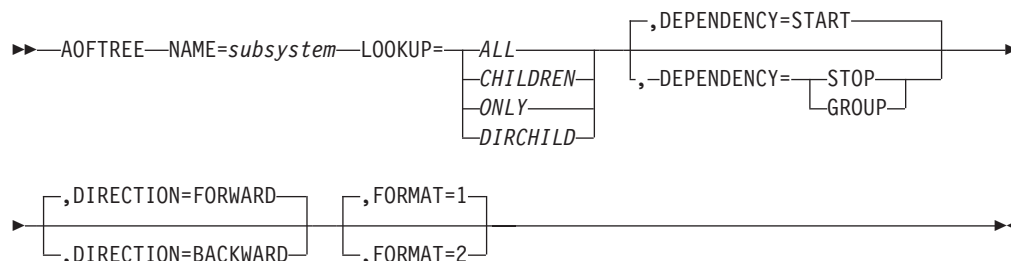 ,DEPENDENCY=START
AOFTREE NAME=subsystem LOOKUP= ALL
CHILDREN
ONLY
DIRCHILD
, DEPENDENCY= STOP
GROUP
,DIRECTION=FORWARD
,DIRECTION=BACKWARD
,FORMAT=1
,FORMAT=2